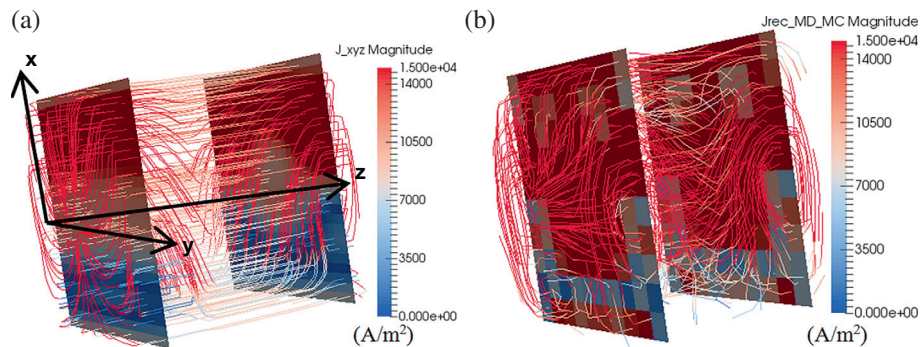 (a)
J_xyz Magnitude
1.500e+04
14000
10500
7000
3500
0.000e+00
(A/m²)
x
z
y
(b)
Jrec_MD_MC Magnitude
1.500e+04
14000
10500
7000
3500
0.000e+00
(A/m²)